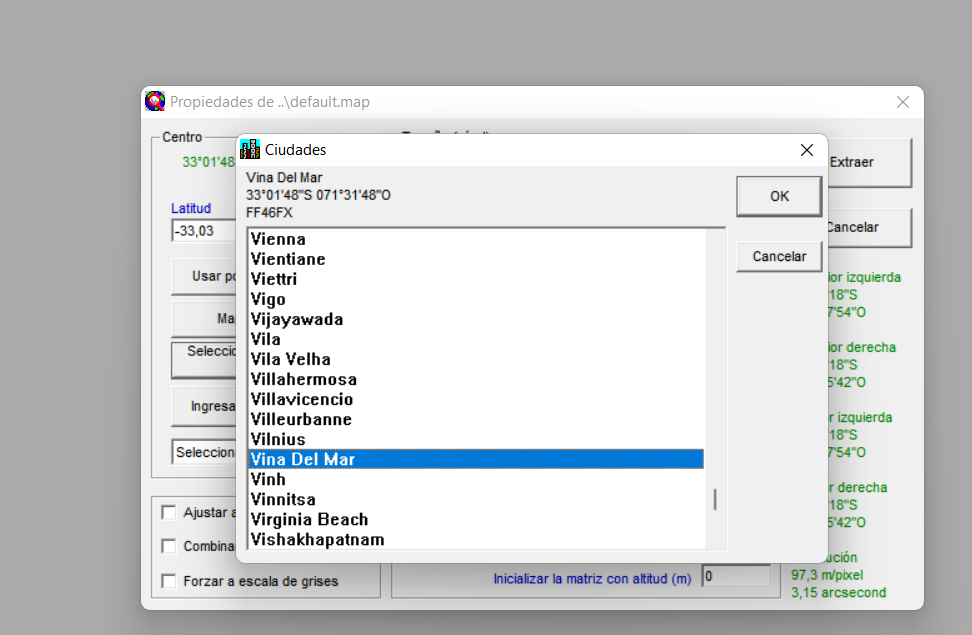 Propiedades de ..\default.map
Centro
33°01'48
Latitud
-33,03
Usar
Seleccio
Ingresa
Seleccion
Ajustar a
Combina
Forzar a escala de grises
Ciudades
Vina Del Mar
33°01'48"S 071°31'48"O
FF46FX
OK
Cancelar
Vienna
Vientiane
Viettri
Vigo
Vijayawada
Vila
Vila Velha
Villahermosa
Villavicencio
Villeurbanne
Vilnius
Vina Del Mar
Vinh
Vinnitsa
Virginia Beach
Vishakhapatnam
Extraer
Cancelar
ior izquierda
'18"S
7'54"O
ior derecha
'18"S
5'42"O
r izquierda
'18"S
7'54"O
r derecha
'18"S
5'42"O
ución
97,3 m/pixel
3,15 arcsecond
Inicializar la matriz con altitud (m)
0